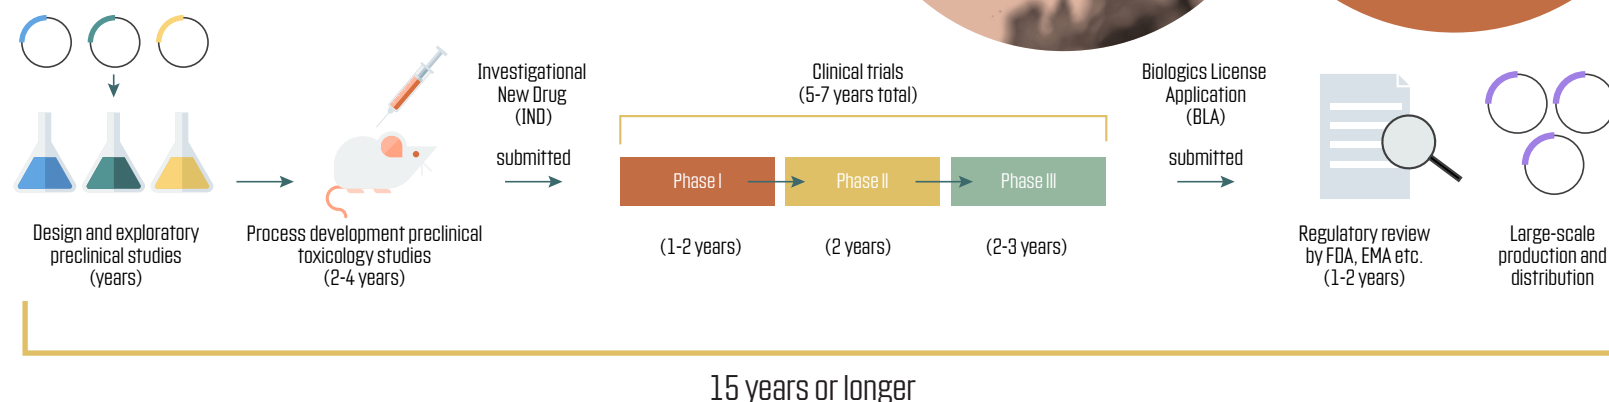 Investigational
New Drug
(IND)
submitted
Clinical trials
(5-7 years total)
Biologics License
Application
(BLA)
submitted
Phase I
Phase II
Phase III
Design and exploratory
preclinical studies
(years)
Process development preclinical
toxicology studies
(2-4 years)
(1-2 years)
(2 years)
(2-3 years)
Regulatory review
by FDA, EMA etc.
(1-2 years)
Large-scale
production and
distribution
15 years or longer